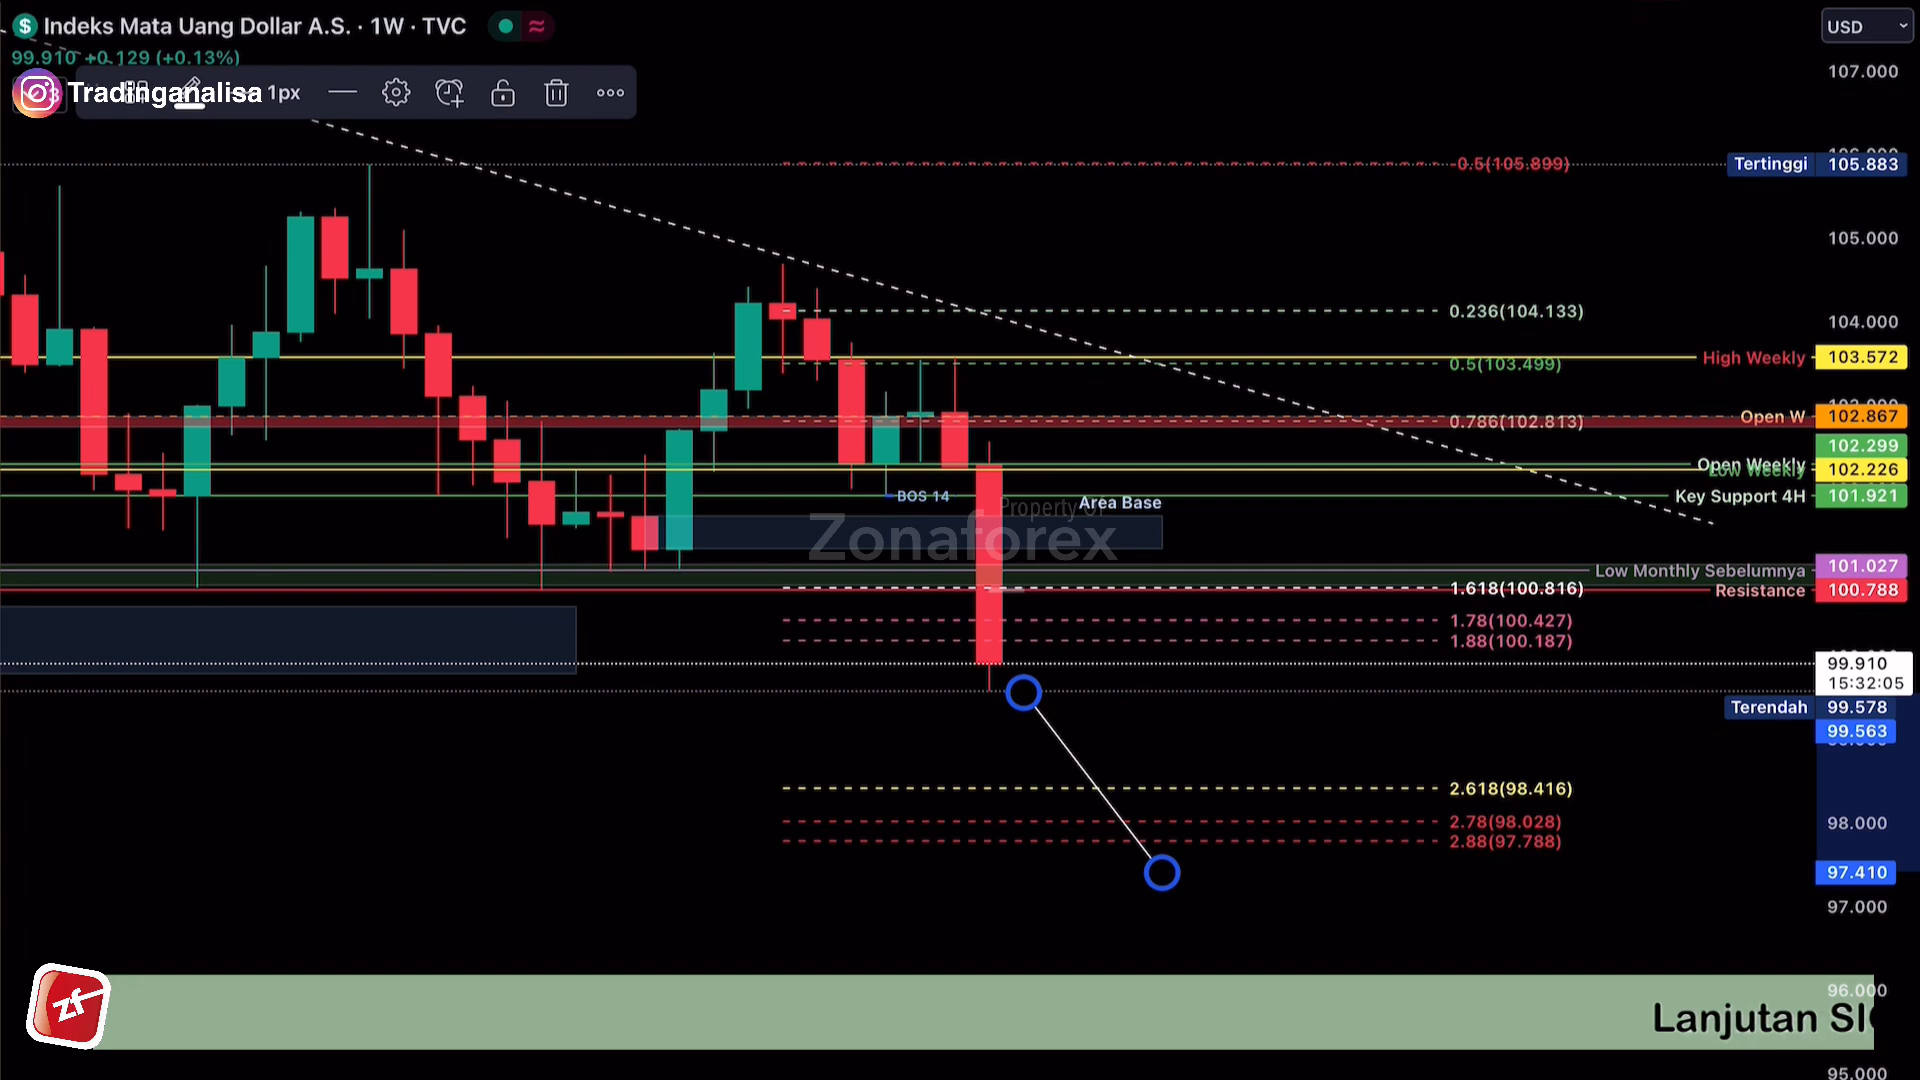 Indeks Mata Uang Dollar A.S. · 1W · TVC
USD
99.910 +0.129 (+0.13%)
107.000
Tradinganalisa
1px
-0.5(105.899)
Tertinggi 105.883
105.000
0.236(104.133)
104.000
High Weekly 103.572
0.5(103.499)
Open W 102.867
0.786(102.813)
102.299
Open Weekly
Low Weekly 102.226
BOS 14
Key Support 4H 101.921
Property Of
Area Base
Zonaforex
Low Monthly Sebelumnya 101.027
1.618(100.816)
Resistance 100.788
1.78(100.427)
1.88(100.187)
99.910
15:32:05
Terendah 99.578
99.563
2.618(98.416)
2.78(98.028)
98.000
2.88(97.788)
97.410
97.000
zf
96.000
Lanjutan
95.000